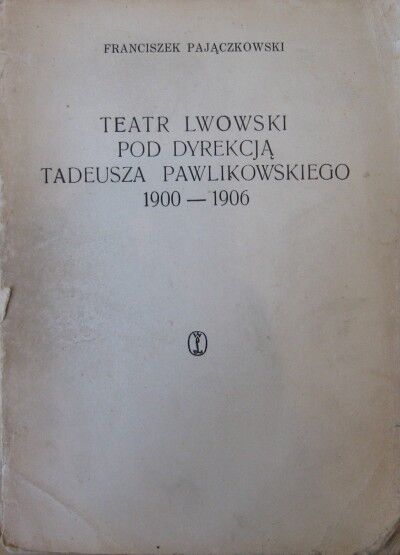 FRANCISZEK PAJĄCZKOWSKI
TEATR LWOWSKI
POD DYREKCJĄ
TADEUSZA PAWLIKOWSKIEGO
1900 — 1906